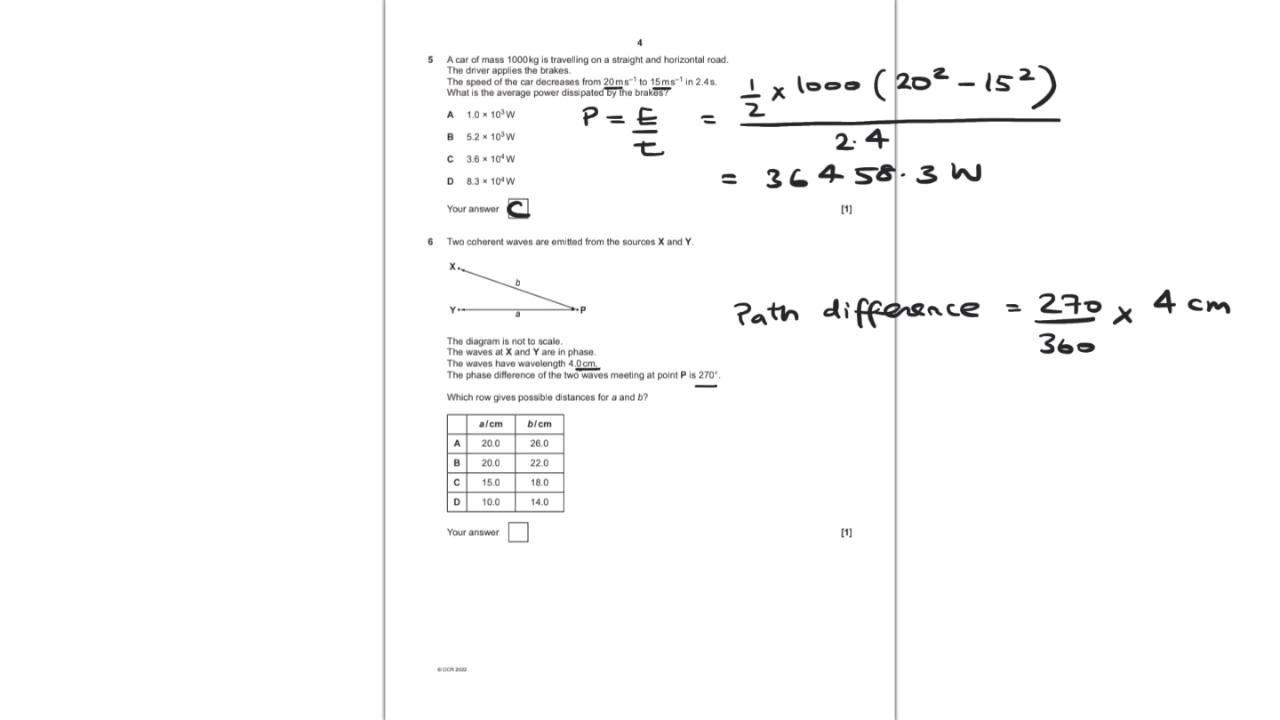 4
5 A car of mass 1000 kg is travelling on a straight and horizontal road.
The driver applies the brakes.
The speed of the car decreases from 20 m s⁻¹ to 15 m s⁻¹ in 2.4 s.
What is the average power dissipated by the brakes?
A 1.0 × 10³ W
B 5.2 × 10³ W
C 3.6 × 10⁴ W
D 8.3 × 10⁴ W
Your answer C [1]
P = E/t = ½ × 1000 (20² − 15²) / 2.4
= 36458.3 W
6 Two coherent waves are emitted from the sources X and Y.
X
b
Y
a
P
The diagram is not to scale.
The waves at X and Y are in phase.
The waves have wavelength 4.0 cm.
The phase difference of the two waves meeting at point P is 270°.
Path difference = 270/360 × 4 cm
Which row gives possible distances for a and b?
a/cm b/cm
A 20.0 26.0
B 20.0 22.0
C 15.0 18.0
D 10.0 14.0
Your answer [1]
© OCR 2022